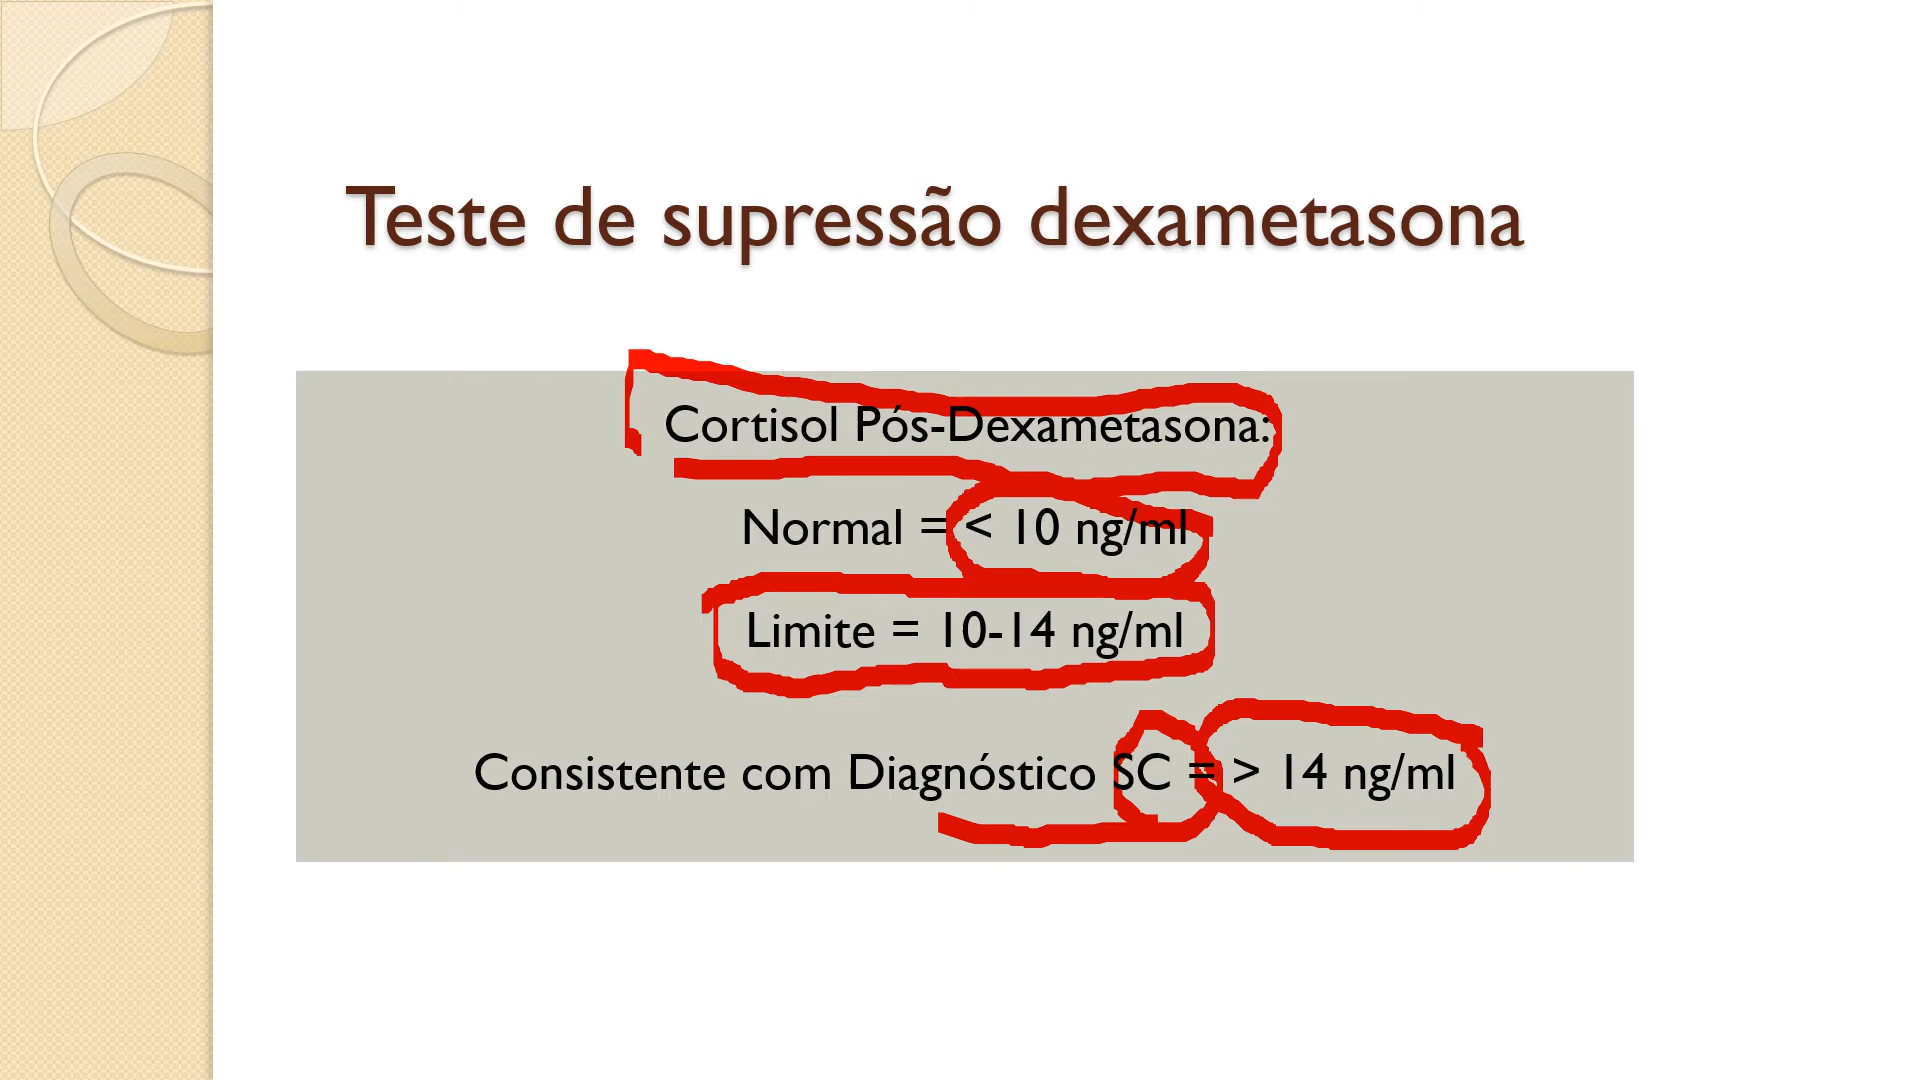 Teste de supressão dexametasona
Cortisol Pós-Dexametasona:
Normal = < 10 ng/ml
Limite = 10-14 ng/ml
Consistente com Diagnóstico SC = > 14 ng/ml